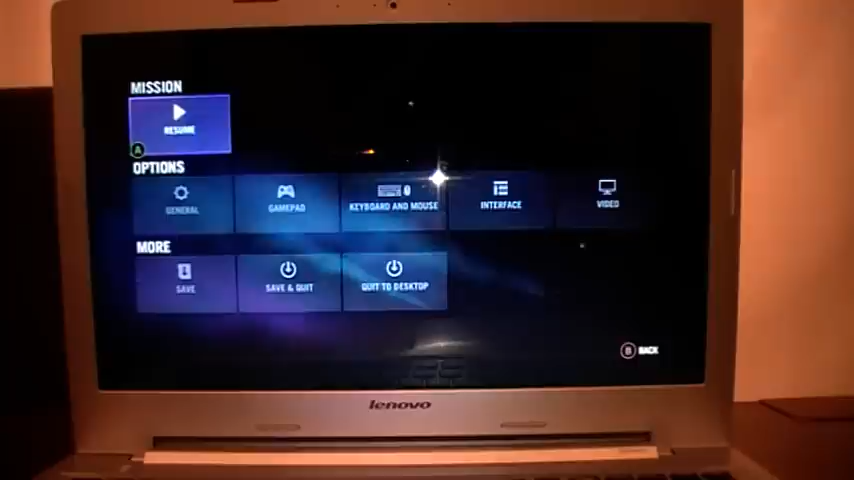 MISSION
RESUME
A
OPTIONS
GENERAL
GAMEPAD
KEYBOARD AND MOUSE
INTERFACE
VIDEO
MORE
SAVE
SAVE & QUIT
QUIT TO DESKTOP
B BACK
lenovo